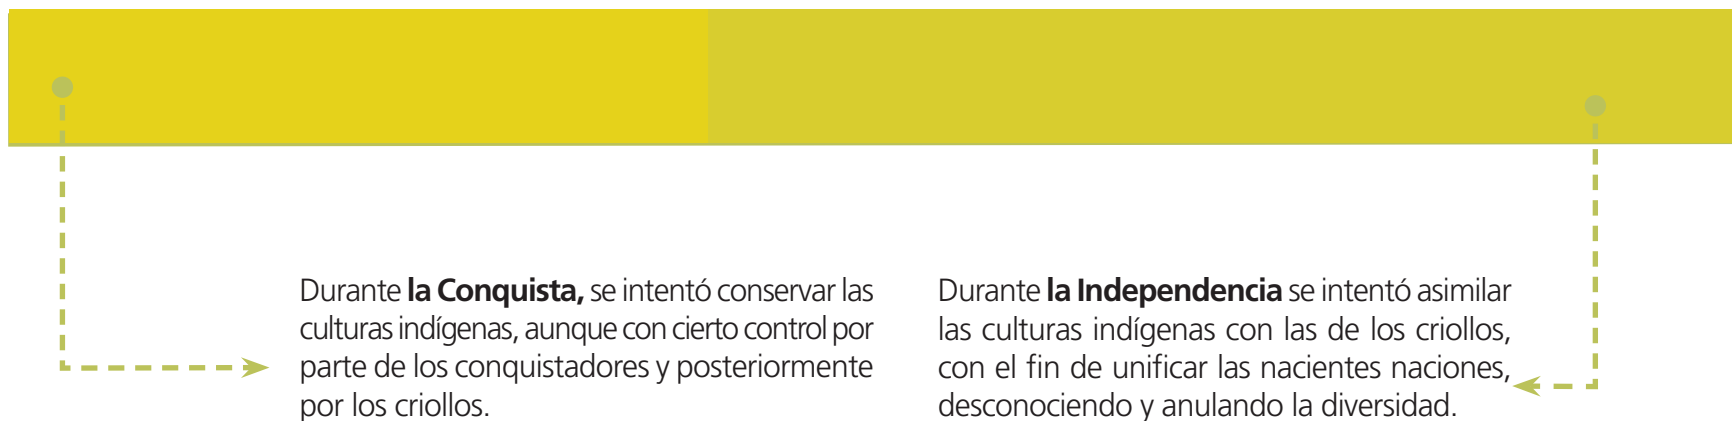 Durante la Conquista, se intentó conservar las
culturas indígenas, aunque con cierto control por
parte de los conquistadores y posteriormente
por los criollos.
Durante la Independencia se intentó asimilar
las culturas indígenas con las de los criollos,
con el fin de unificar las nacientes naciones,
desconociendo y anulando la diversidad.